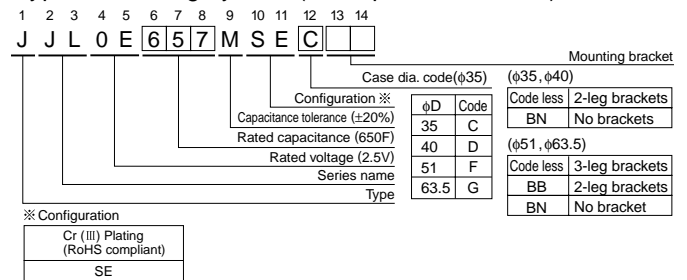 1 2 3 4 5 6 7 8 9 10 11 12 13 14
J J L 0 E 6 5 7 M S E C
Mounting bracket
Case dia. code(ϕ35)
Configuration ※
Capacitance tolerance (±20%)
Rated capacitance (650F)
Rated voltage (2.5V)
Series name
Type
ϕD Code
35 C
40 D
51 F
63.5 G
(ϕ35,ϕ40)
Code less 2-leg brackets
BN No brackets
(ϕ51,ϕ63.5)
Code less 3-leg brackets
BB 2-leg brackets
BN No bracket
※Configuration
Cr (Ⅲ) Plating
(RoHS compliant)
SE